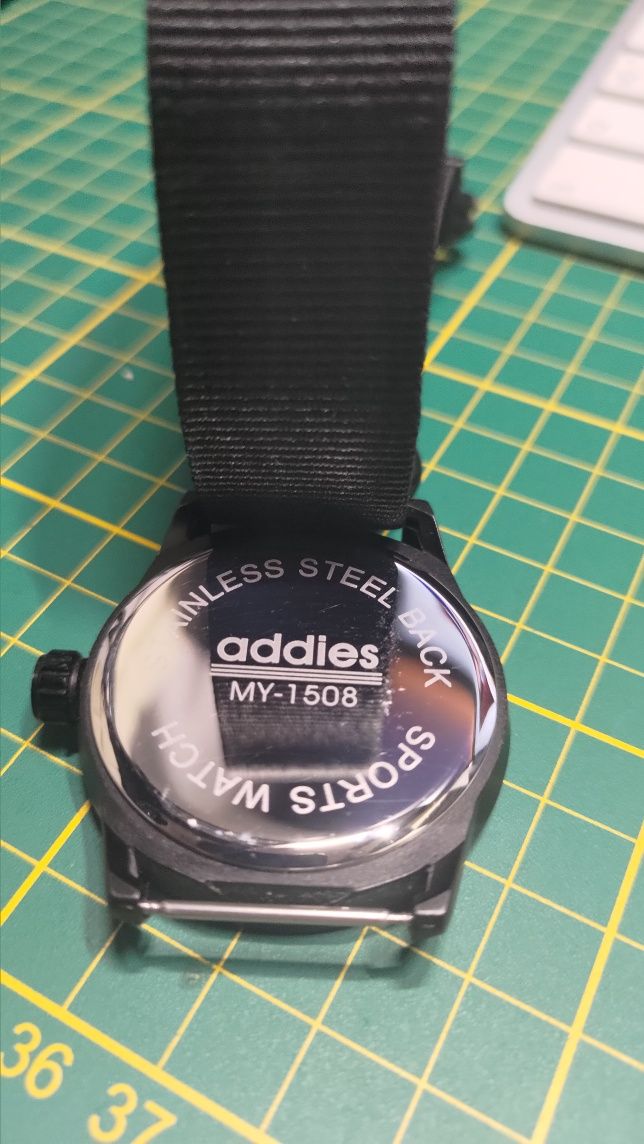 AINLESS STEEL BACK
addies
MY-1508
SPORTS WATCH
36
37